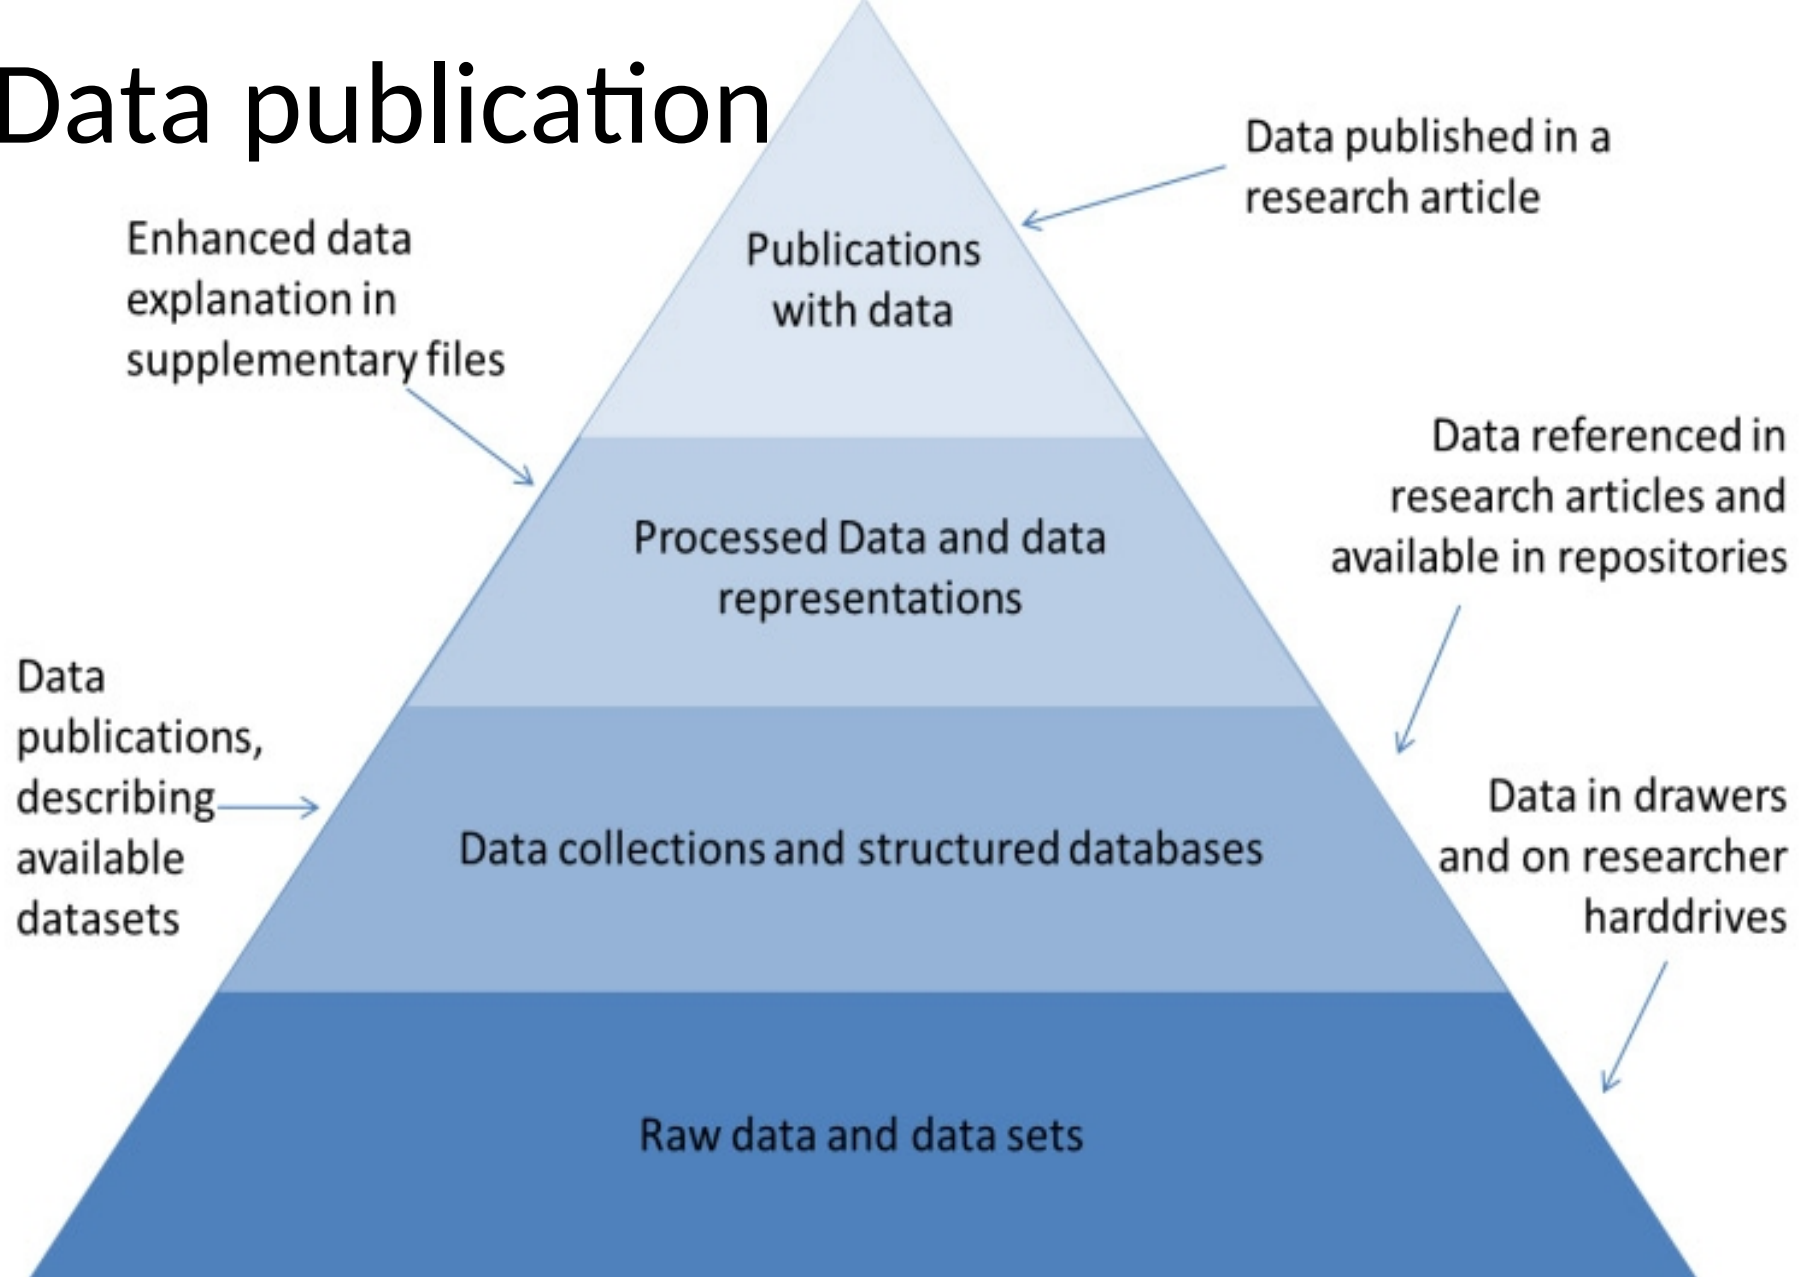 Data publication
Data published in a
research article
Enhanced data
explanation in
supplementary files
Publications
with data
Data referenced in
research articles and
available in repositories
Processed Data and data
representations
Data
publications,
describing
available
datasets
Data collections and structured databases
Data in drawers
and on researcher
harddrives
Raw data and data sets